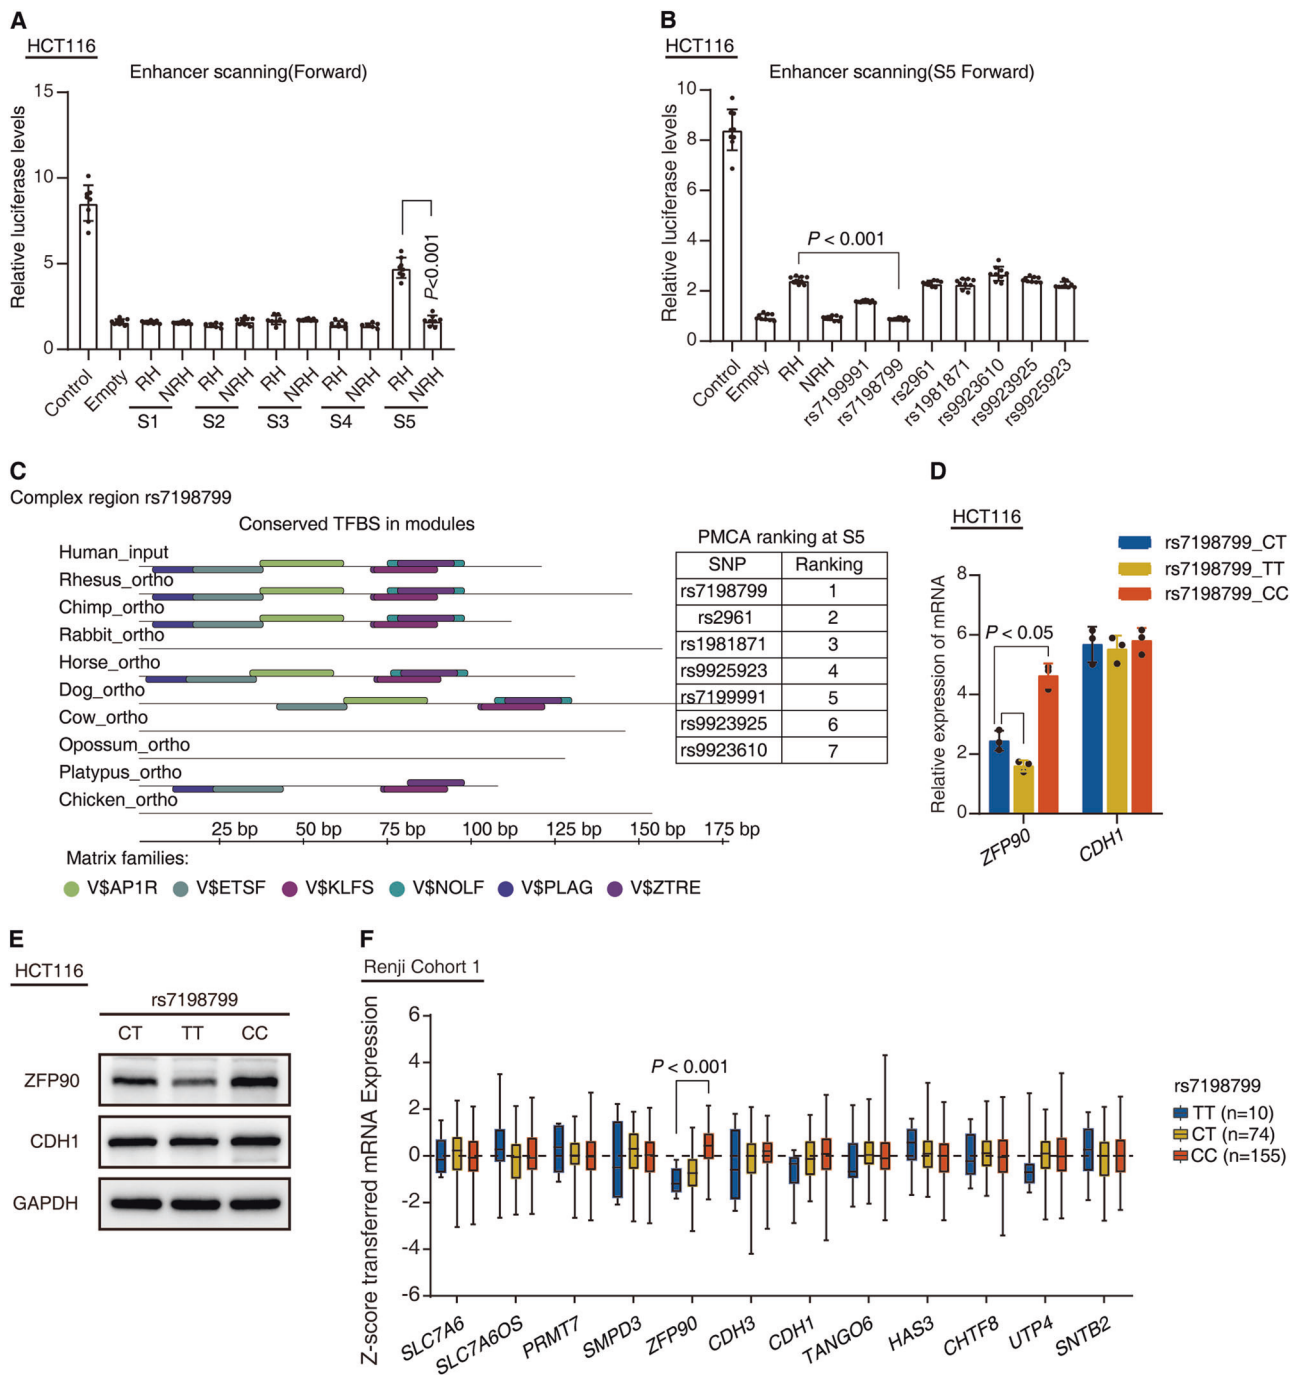 A
HCT116
Enhancer scanning(Forward)
Relative luciferase levels
15
10
5
0
P<0.001
Control
Empty
RH
NRH
RH
NRH
RH
NRH
RH
NRH
RH
NRH
S1
S2
S3
S4
S5
B
HCT116
Enhancer scanning(S5 Forward)
Relative luciferase levels
10
8
6
4
2
0
P < 0.001
Control
Empty
RH
NRH
rs7199991
rs7198799
rs2961
rs1981871
rs9923610
rs9923925
rs9925923
C
Complex region rs7198799
Conserved TFBS in modules
Human_input
Rhesus_ortho
Chimp_ortho
Rabbit_ortho
Horse_ortho
Dog_ortho
Cow_ortho
Opossum_ortho
Platypus_ortho
Chicken_ortho
25 bp 50 bp 75 bp 100 bp 125 bp 150 bp 175 bp
Matrix families:
V$AP1R V$ETSF V$KLFS V$NOLF V$PLAG V$ZTRE
PMCA ranking at S5
SNP Ranking
rs7198799 1
rs2961 2
rs1981871 3
rs9925923 4
rs7199991 5
rs9923925 6
rs9923610 7
D
HCT116
rs7198799_CT
rs7198799_TT
rs7198799_CC
Relative expression of mRNA
8
6
4
2
0
P < 0.05
ZFP90
CDH1
E
HCT116
rs7198799
CT TT CC
ZFP90
CDH1
GAPDH
F
Renji Cohort 1
Z-score transferred mRNA Expression
6
4
2
0
-2
-4
-6
P < 0.001
SLC7A6
SLC7A6OS
PRMT7
SMPD3
ZFP90
CDH3
CDH1
TANGO6
HAS3
CHTF8
UTP4
SNTB2
rs7198799
TT (n=10)
CT (n=74)
CC (n=155)